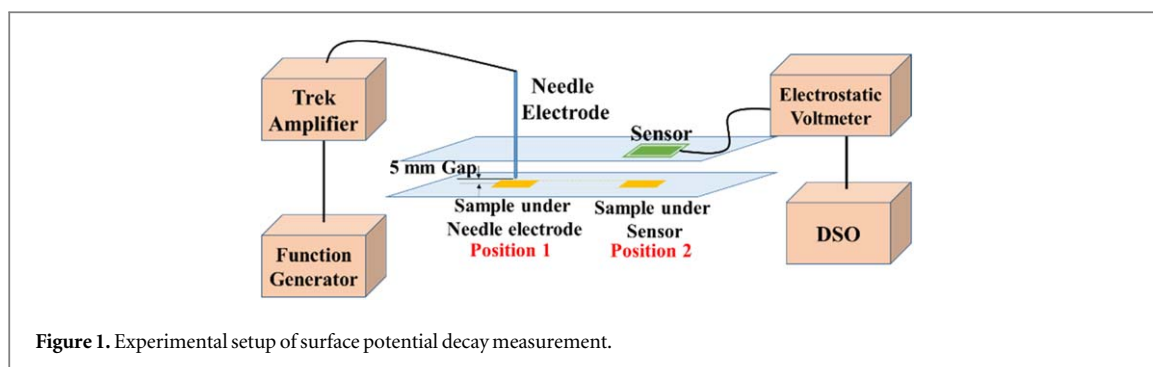 Trek
Amplifier
Needle
Electrode
Electrostatic
Voltmeter
Sensor
5 mm Gap
Sample under
Needle electrode
Position 1
Sample under
Sensor
Position 2
Function
Generator
DSO
Figure 1. Experimental setup of surface potential decay measurement.